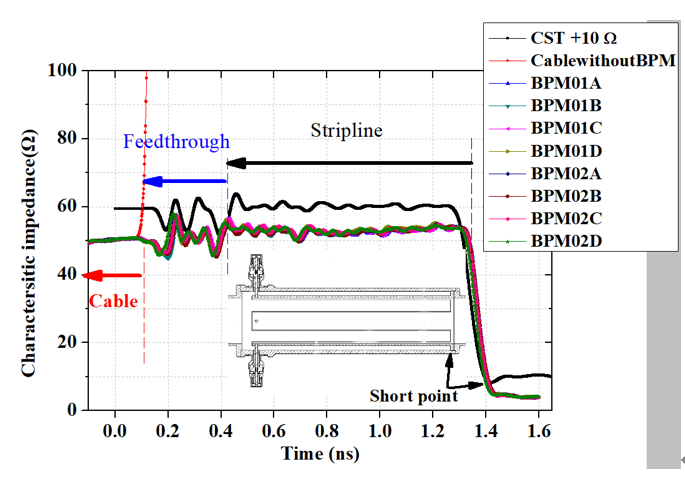 CST +10 Ω
CablewithoutBPM
BPM01A
BPM01B
BPM01C
BPM01D
BPM02A
BPM02B
BPM02C
BPM02D
Charactersitic impedance(Ω)
100
80
60
40
20
0
Feedthrough
Stripline
Cable
Short point
0.0 0.2 0.4 0.6 0.8 1.0 1.2 1.4 1.6
Time (ns)